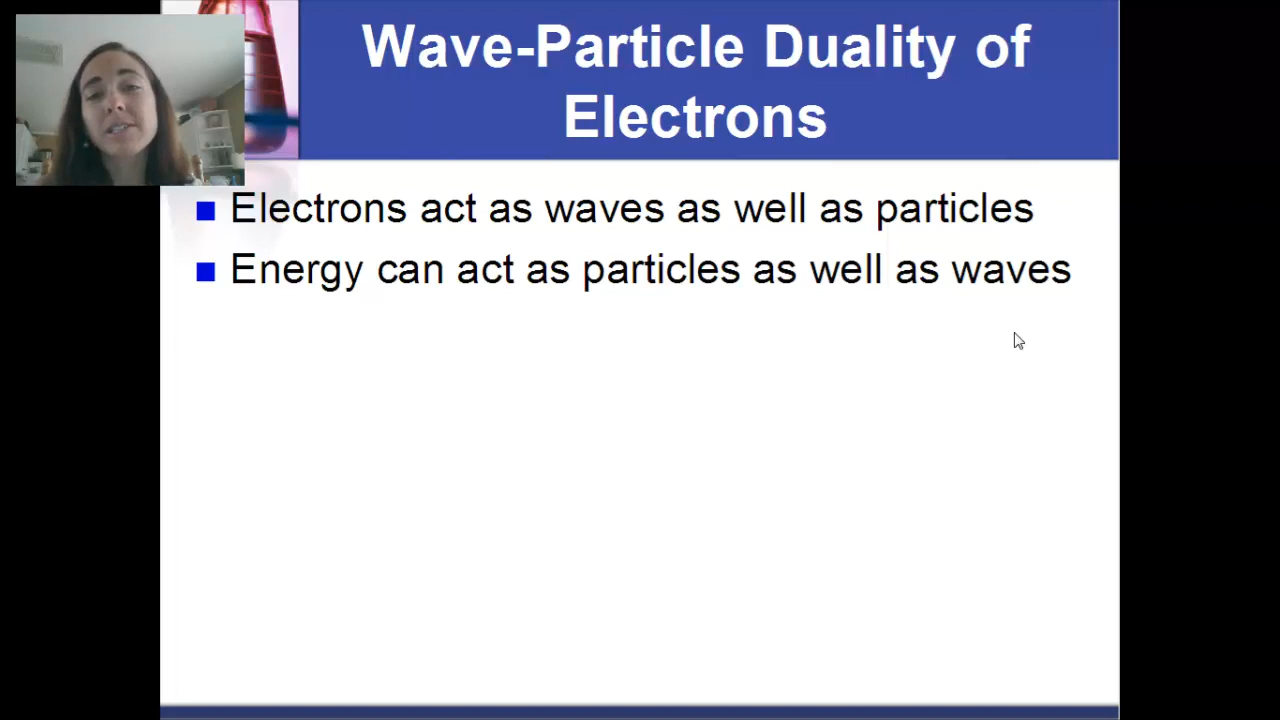 Wave-Particle Duality of
Electrons
Electrons act as waves as well as particles
Energy can act as particles as well as waves